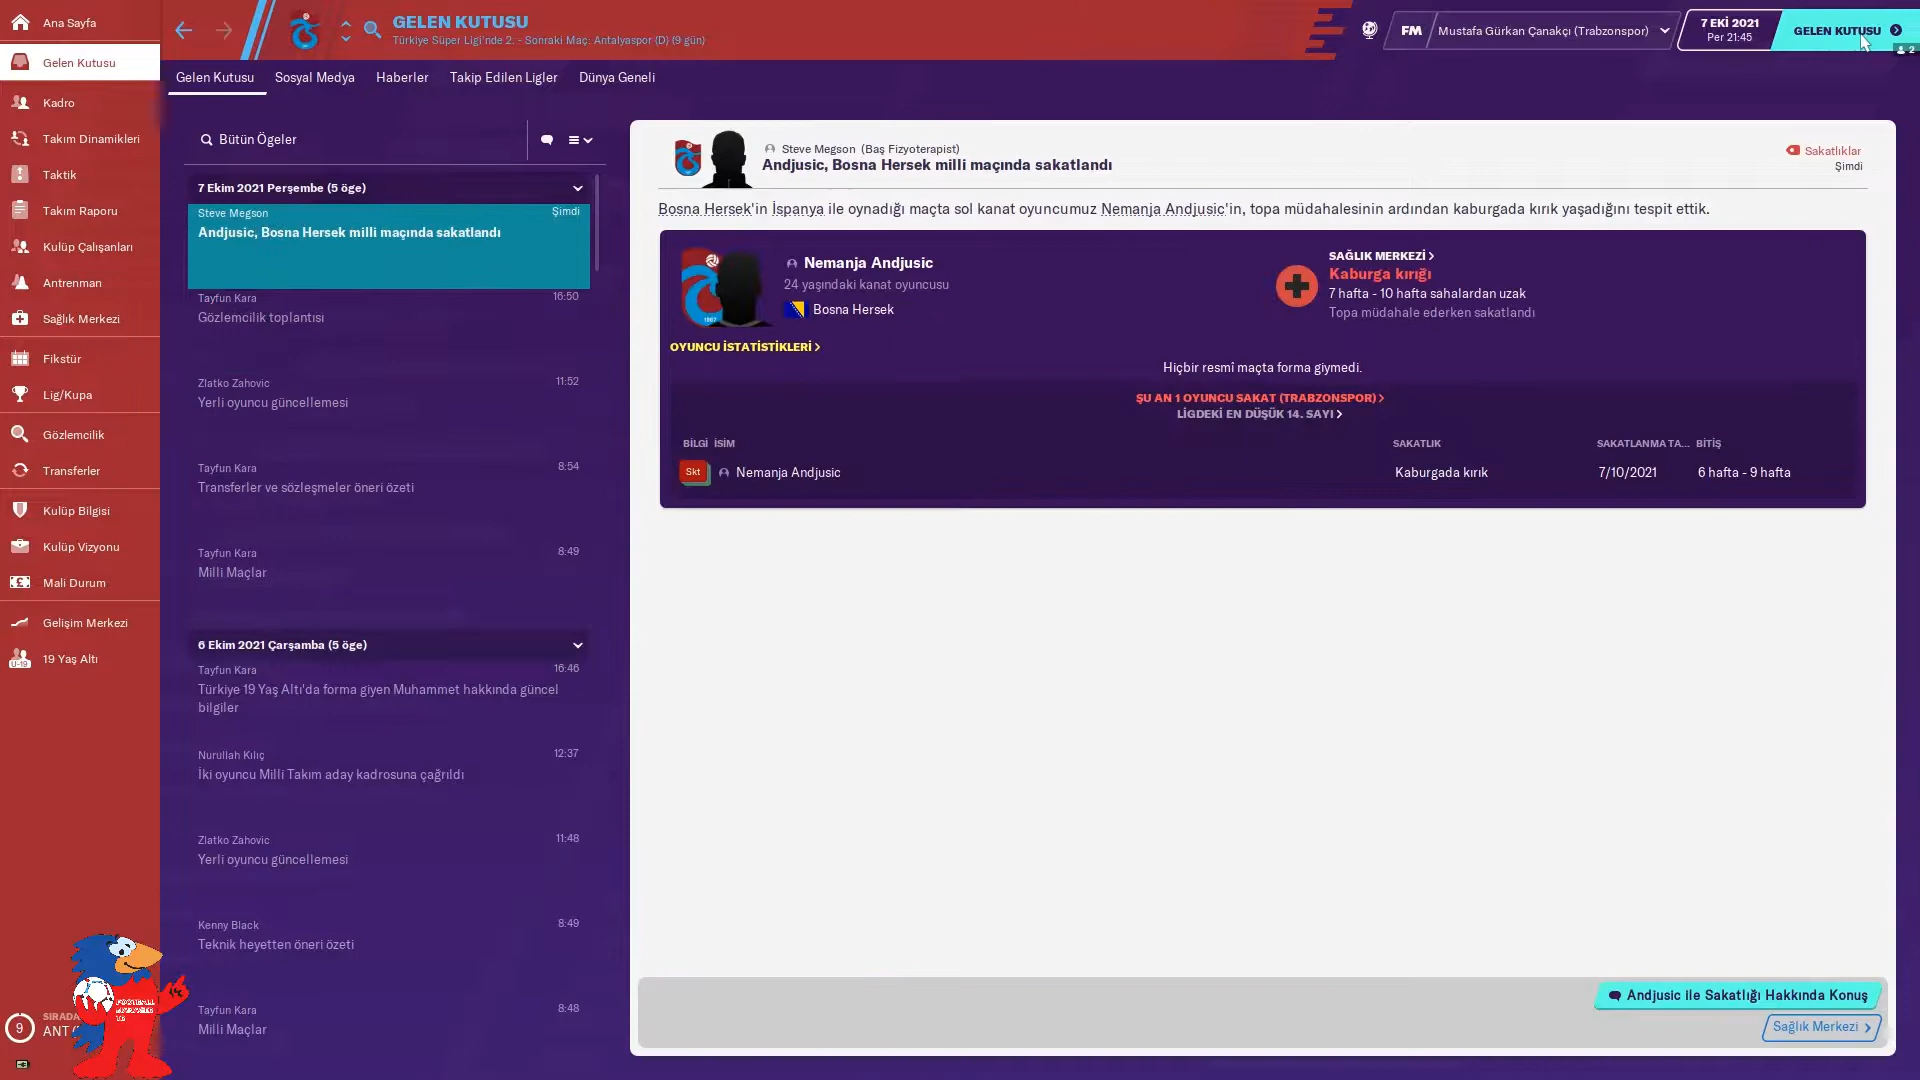 Ana Sayfa
Gelen Kutusu
Kadro
Takım Dinamikleri
Taktik
Takım Raporu
Kulüp Çalışanları
Antrenman
Sağlık Merkezi
Fikstür
Lig/Kupa
Gözlemcilik
Transferler
Kulüp Bilgisi
Kulüp Vizyonu
Mali Durum
Gelişim Merkezi
U-19
19 Yaş Altı
9
SIRADA
ANT
GELEN KUTUSU
Türkiye Süper Ligi'nde 2. - Sonraki Maç: Antalyaspor (D) (9 gün)
FM
Mustafa Gürkan Çanakçı (Trabzonspor)
7 EKİ 2021
Per 21:45
GELEN KUTUSU
2
Gelen Kutusu
Sosyal Medya
Haberler
Takip Edilen Ligler
Dünya Geneli
Bütün Ögeler
7 Ekim 2021 Perşembe (5 öge)
Steve Megson Şimdi
Andjusic, Bosna Hersek milli maçında sakatlandı
Tayfun Kara 16:50
Gözlemcilik toplantısı
Zlatko Zahovic 11:52
Yerli oyuncu güncellemesi
Tayfun Kara 8:54
Transferler ve sözleşmeler öneri özeti
Tayfun Kara 8:49
Milli Maçlar
6 Ekim 2021 Çarşamba (5 öge)
Tayfun Kara 16:46
Türkiye 19 Yaş Altı'da forma giyen Muhammet hakkında güncel
bilgiler
Nurullah Kılıç 12:37
İki oyuncu Milli Takım aday kadrosuna çağrıldı
Zlatko Zahovic 11:48
Yerli oyuncu güncellemesi
Kenny Black 8:49
Teknik heyetten öneri özeti
Tayfun Kara 8:48
Milli Maçlar
Steve Megson (Baş Fizyoterapist)
Andjusic, Bosna Hersek milli maçında sakatlandı
Sakatlıklar
Şimdi
Bosna Hersek'in İspanya ile oynadığı maçta sol kanat oyuncumuz Nemanja Andjusic'in, topa müdahalesinin ardından kaburgada kırık yaşadığını tespit ettik.
Nemanja Andjusic
24 yaşındaki kanat oyuncusu
Bosna Hersek
1967
SAĞLIK MERKEZİ
Kaburga kırığı
7 hafta - 10 hafta sahalardan uzak
Topa müdahale ederken sakatlandı
OYUNCU İSTATİSTİKLERİ
Hiçbir resmî maçta forma giymedi.
ŞU AN 1 OYUNCU SAKAT (TRABZONSPOR)
LİGDEKİ EN DÜŞÜK 14. SAYI
BİLGİ İSİM SAKATLIK SAKATLANMA TA... BİTİŞ
Skt Nemanja Andjusic Kaburgada kırık 7/10/2021 6 hafta - 9 hafta
Andjusic ile Sakatlığı Hakkında Konuş
Sağlık Merkezi